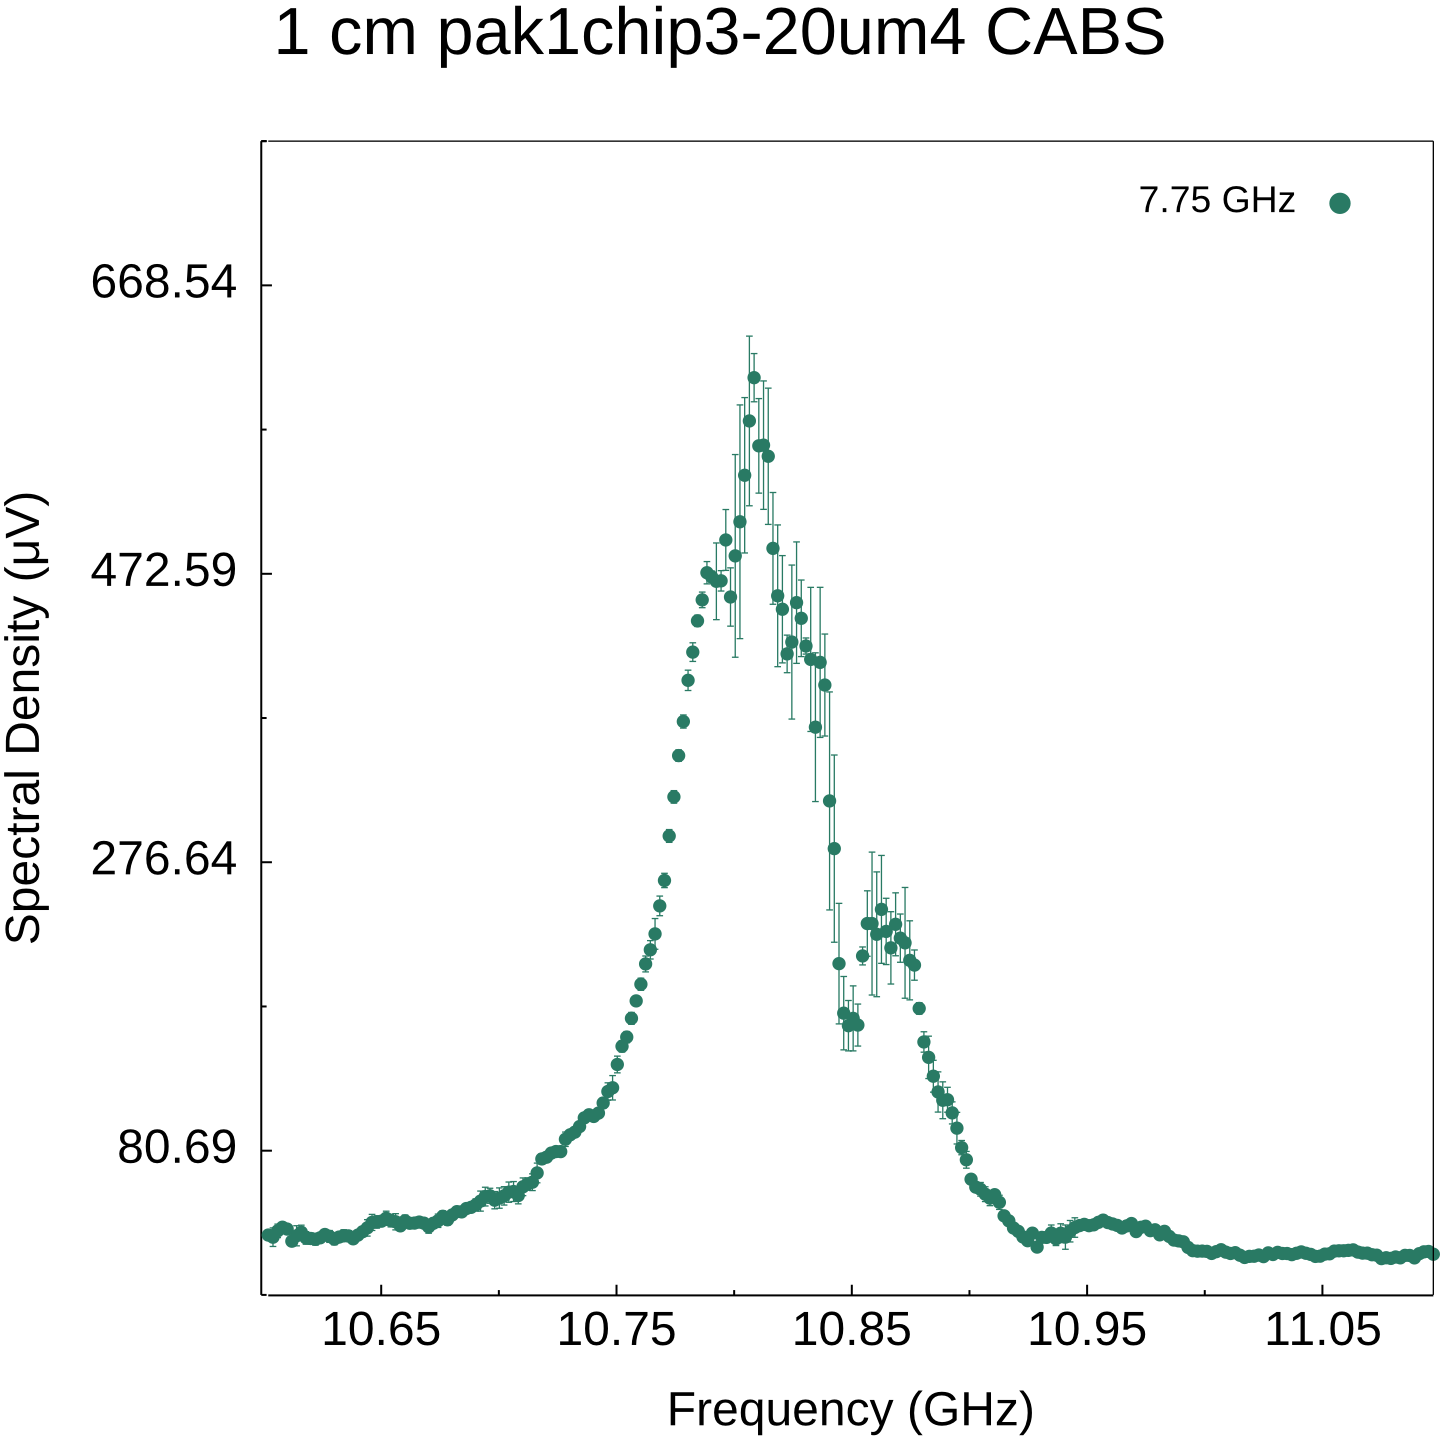 1 cm pak1chip3-20um4 CABS
7.75 GHz
668.54
472.59
276.64
80.69
Spectral Density (μV)
10.65 10.75 10.85 10.95 11.05
Frequency (GHz)